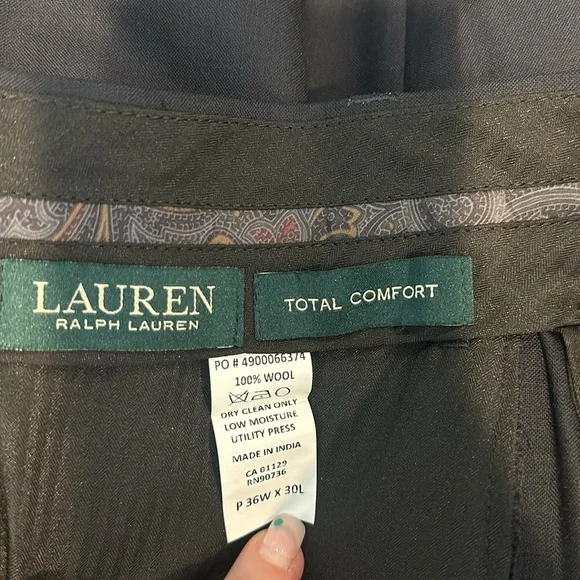 LAUREN
RALPH LAUREN
TOTAL COMFORT
PO # 4900066374
100% WOOL
DRY CLEAN ONLY
LOW MOISTURE
UTILITY PRESS
MADE IN INDIA
CA 01129
RN90736
P 36W X 30L